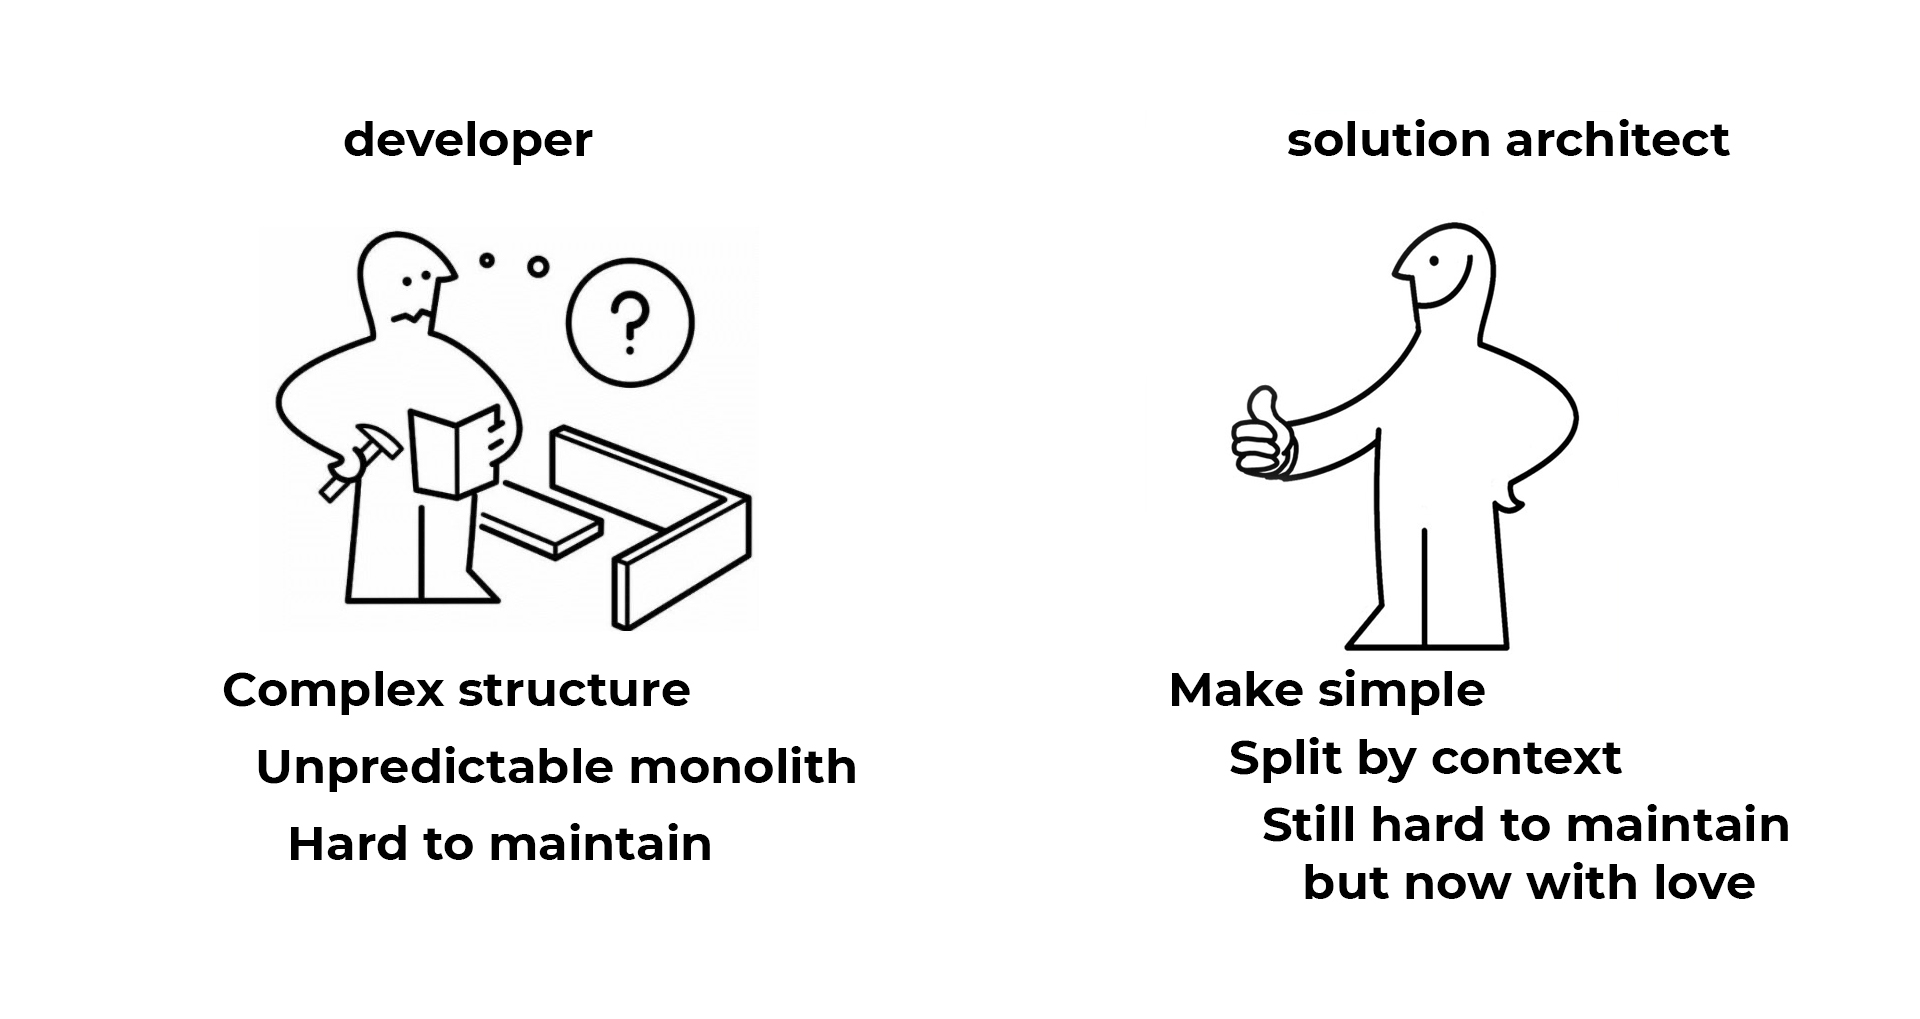 developer
solution architect
?
Complex structure
Unpredictable monolith
Hard to maintain
Make simple
Split by context
Still hard to maintain
but now with love